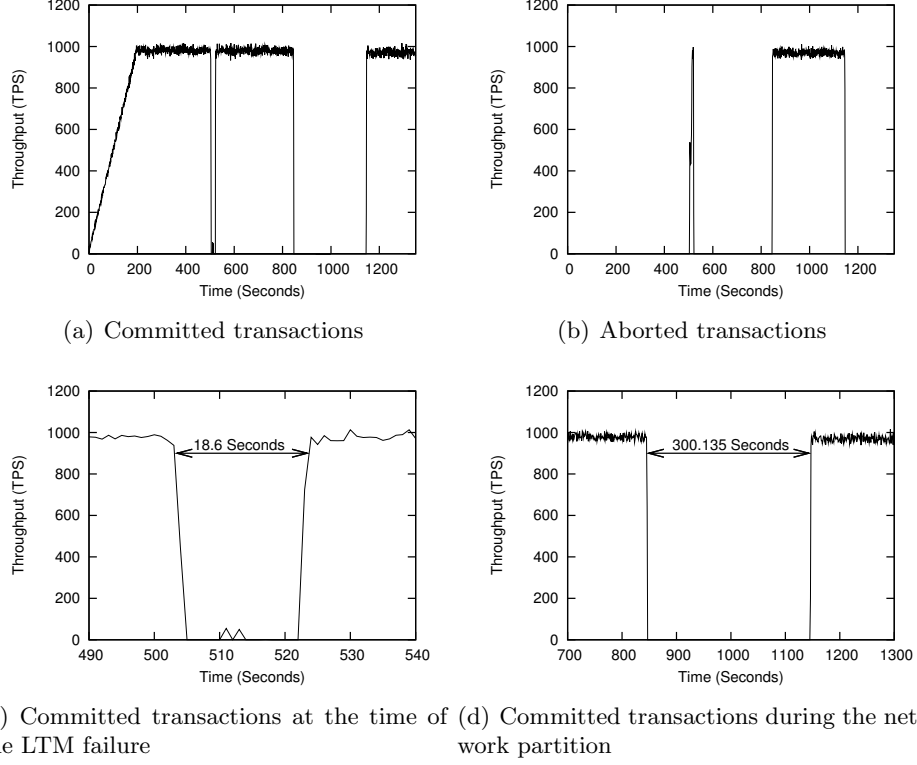 1200
1000
800
600
400
200
0
Throughput (TPS)
0 200 400 600 800 1000 1200
Time (Seconds)
(a) Committed transactions
1200
1000
800
600
400
200
0
Throughput (TPS)
0 200 400 600 800 1000 1200
Time (Seconds)
(b) Aborted transactions
1200
1000
800
600
400
200
0
Throughput (TPS)
18.6 Seconds
490 500 510 520 530 540
Time (Seconds)
) Committed transactions at the time of
e LTM failure
1200
1000
800
600
400
200
0
Throughput (TPS)
300.135 Seconds
700 800 900 1000 1100 1200 1300
Time (Seconds)
(d) Committed transactions during the net
work partition